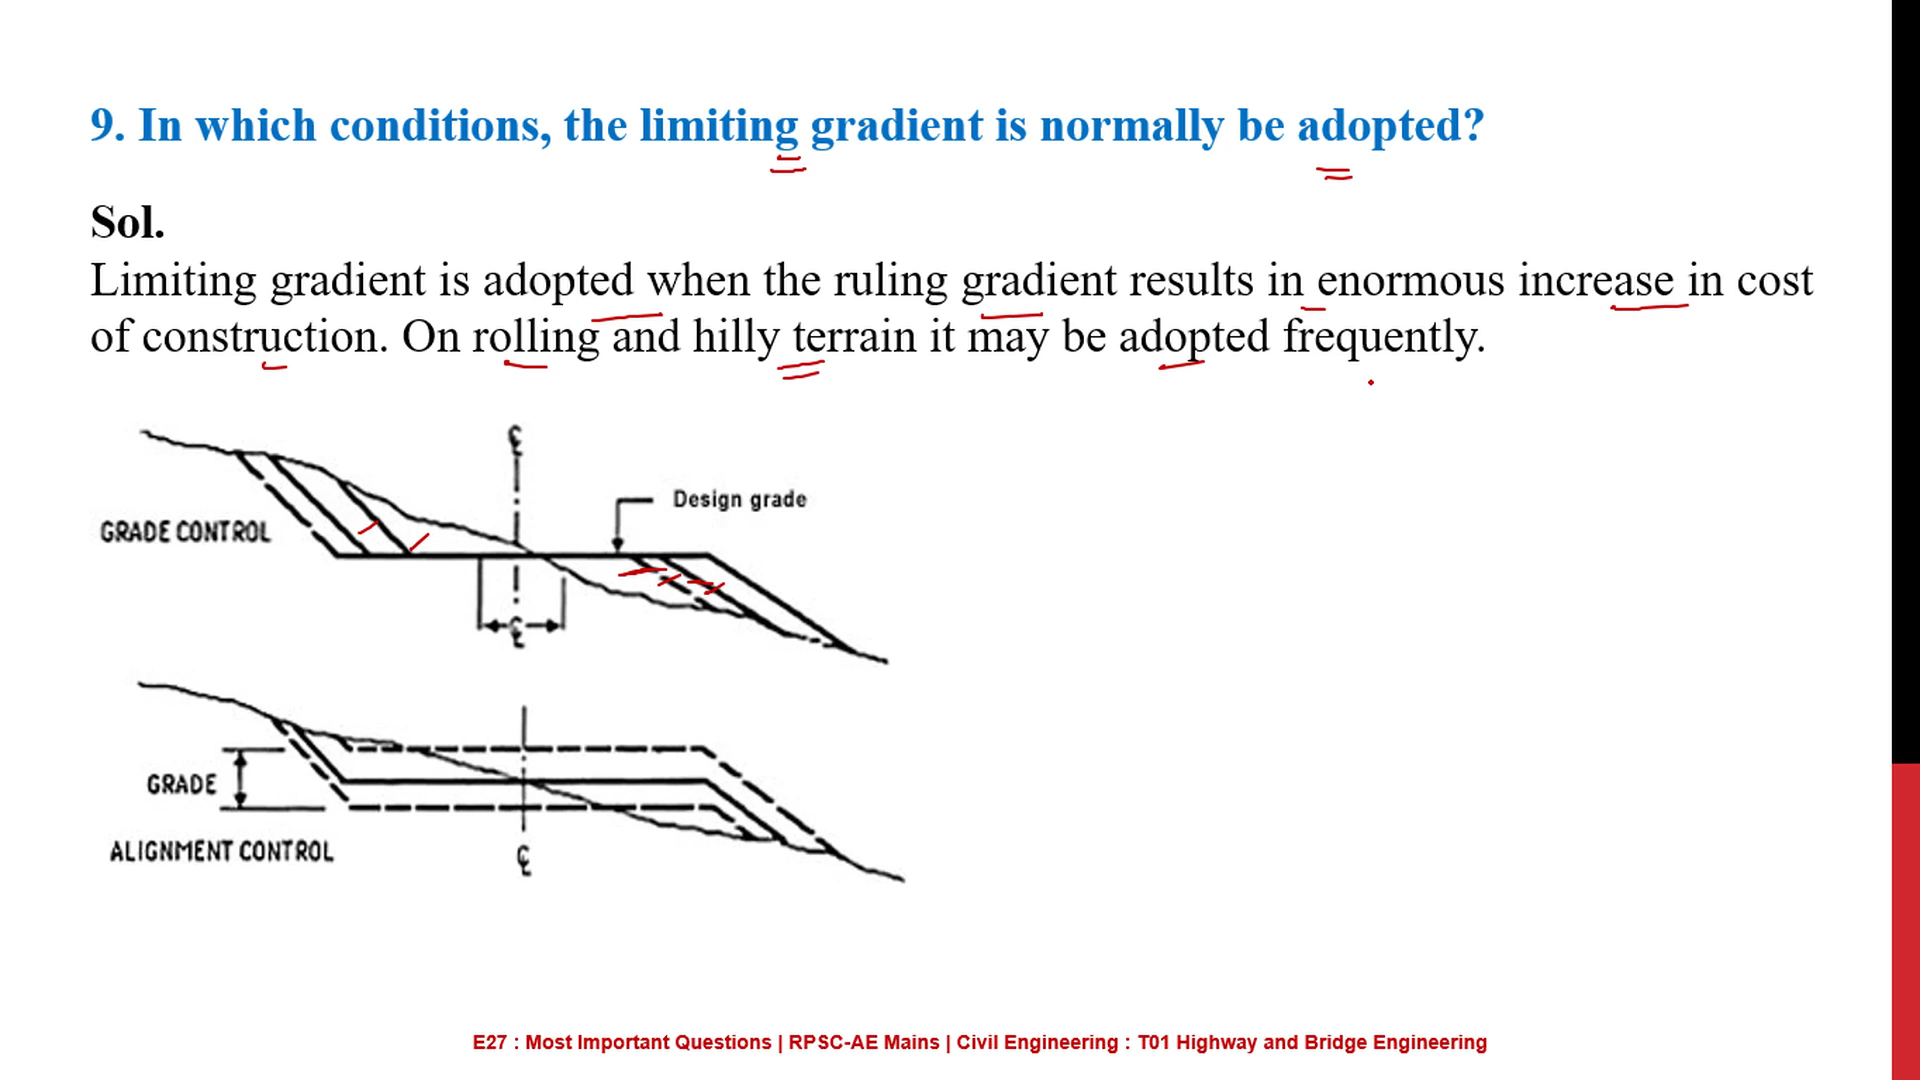 9. In which conditions, the limiting gradient is normally be adopted?
Sol.
Limiting gradient is adopted when the ruling gradient results in enormous increase in cost
of construction. On rolling and hilly terrain it may be adopted frequently.
℄
Design grade
GRADE CONTROL
℄
GRADE
ALIGNMENT CONTROL
℄
E27 : Most Important Questions | RPSC-AE Mains | Civil Engineering : T01 Highway and Bridge Engineering